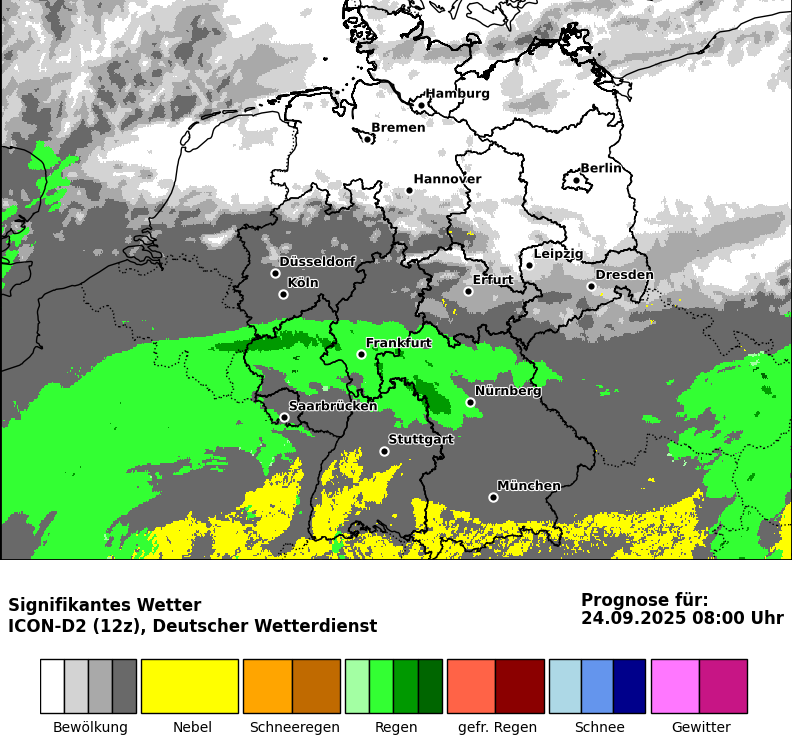 Hamburg
Bremen
Berlin
Hannover
Leipzig
Düsseldorf
Dresden
Köln
Erfurt
Frankfurt
Nürnberg
Saarbrücken
Stuttgart
München
Signifikantes Wetter
ICON-D2 (12z), Deutscher Wetterdienst
Prognose für:
24.09.2025 08:00 Uhr
Bewölkung Nebel Schneeregen Regen gefr. Regen Schnee Gewitter